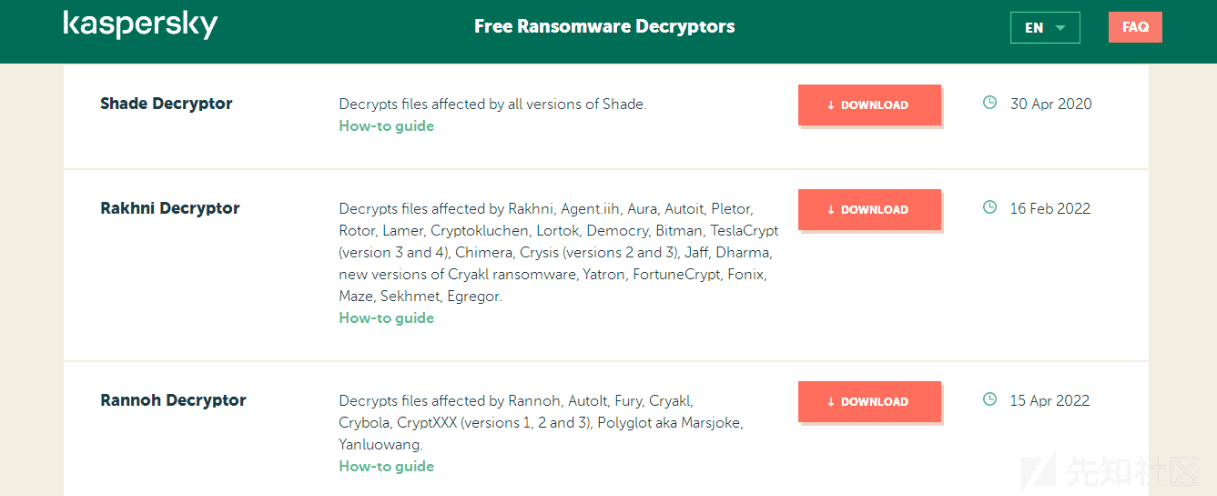 kaspersky
Free Ransomware Decryptors
EN
FAQ
Shade Decryptor
Decrypts files affected by all versions of Shade.
How-to guide
DOWNLOAD
30 Apr 2020
Rakhni Decryptor
Decrypts files affected by Rakhni, Agent.iih, Aura, Autoit, Pletor,
Rotor, Lamer, Cryptokluchen, Lortok, Democry, Bitman, TeslaCrypt
(version 3 and 4), Chimera, Crysis (versions 2 and 3), Jaff, Dharma,
new versions of Cryakl ransomware, Yatron, FortuneCrypt, Fonix,
Maze, Sekhmet, Egregor.
How-to guide
DOWNLOAD
16 Feb 2022
Rannoh Decryptor
Decrypts files affected by Rannoh, AutoIt, Fury, Cryakl,
Crybola, CryptXXX (versions 1, 2 and 3), Polyglot aka Marsjoke,
Yanluowang.
How-to guide
DOWNLOAD
15 Apr 2022
先知社区